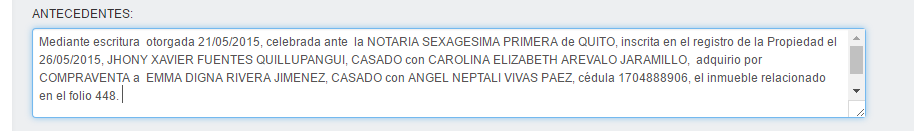 ANTECEDENTES:
Mediante escritura  otorgada 21/05/2015, celebrada ante  la NOTARIA SEXAGESIMA PRIMERA de QUITO, inscrita en el registro de la Propiedad el
26/05/2015, JHONY XAVIER FUENTES QUILLUPANGUI, CASADO con CAROLINA ELIZABETH AREVALO JARAMILLO,  adquirio por
COMPRAVENTA a  EMMA DIGNA RIVERA JIMENEZ, CASADO con ANGEL NEPTALI VIVAS PAEZ, cédula 1704888906, el inmueble relacionado
en el folio 448.